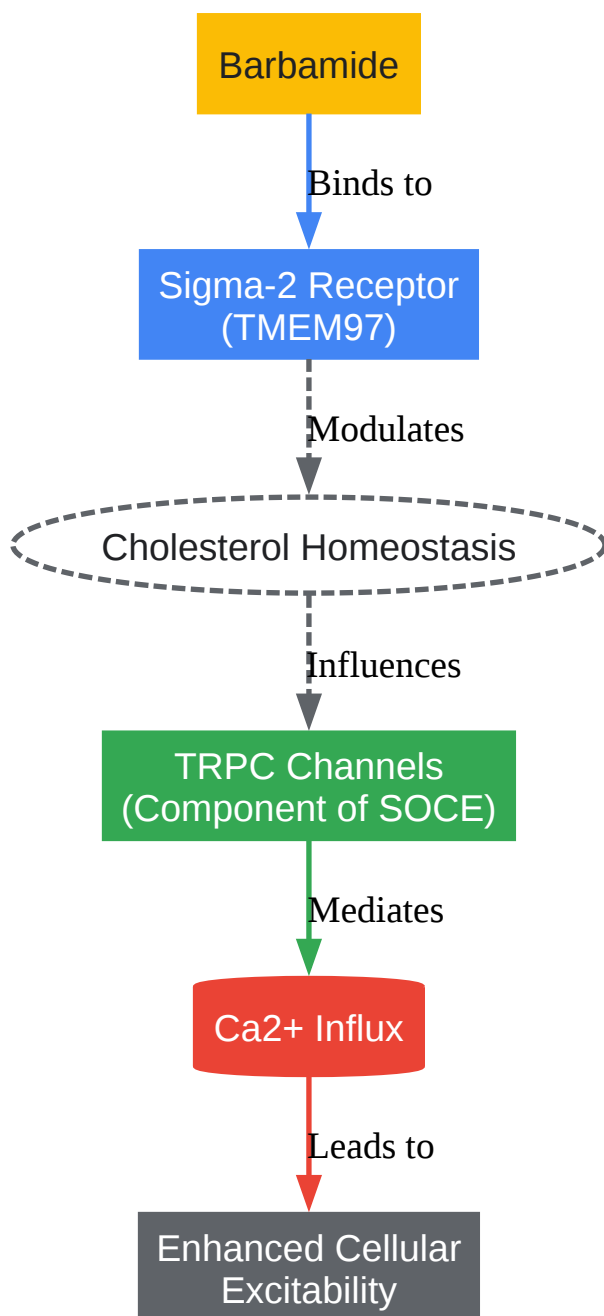 Barbamide
Binds to
Sigma-2 Receptor
(TMEM97)
Modulates
Cholesterol Homeostasis
Influences
TRPC Channels
(Component of SOCE)
Mediates
Ca2+ Influx
Leads to
Enhanced Cellular
Excitability